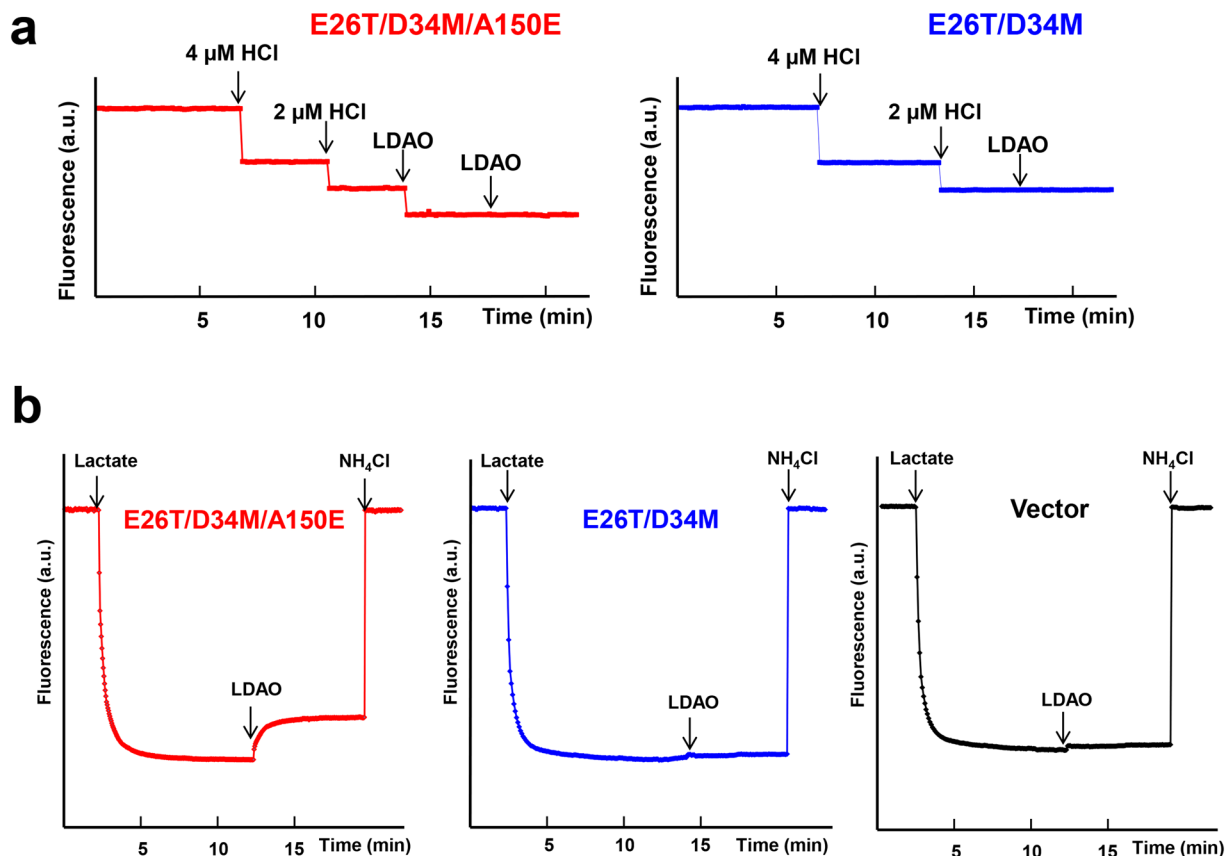 a
E26T/D34M/A150E
E26T/D34M
4 µM HCl
2 µM HCl
LDAO
LDAO
Fluorescence (a.u.)
5
10
15
Time (min)
4 µM HCl
2 µM HCl
LDAO
Fluorescence (a.u.)
5
10
15
Time (min)
b
Lactate
NH₄Cl
E26T/D34M/A150E
LDAO
Fluorescence (a.u.)
5
10
15
Time (min)
Lactate
NH₄Cl
E26T/D34M
LDAO
Fluorescence (a.u.)
5
10
15
Time (min)
Lactate
NH₄Cl
Vector
LDAO
Fluorescence (a.u.)
5
10
15
Time (min)